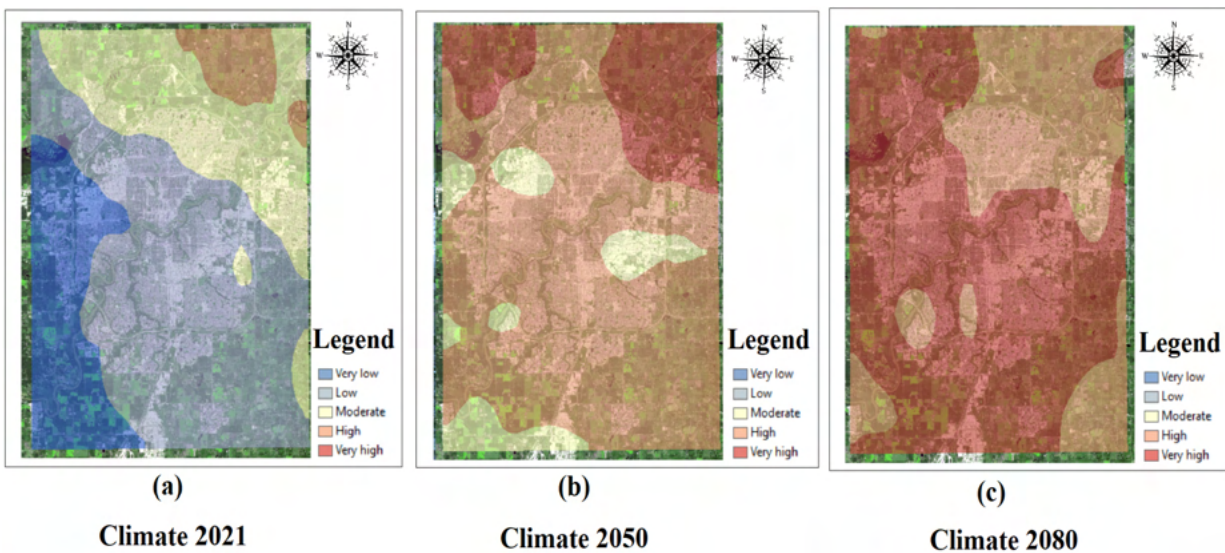 N
W E
S
Legend
Very low
Low
Moderate
High
Very high
(a)
Climate 2021
N
W E
S
Legend
Very low
Low
Moderate
High
Very high
(b)
Climate 2050
N
W E
S
Legend
Very low
Low
Moderate
High
Very high
(c)
Climate 2080